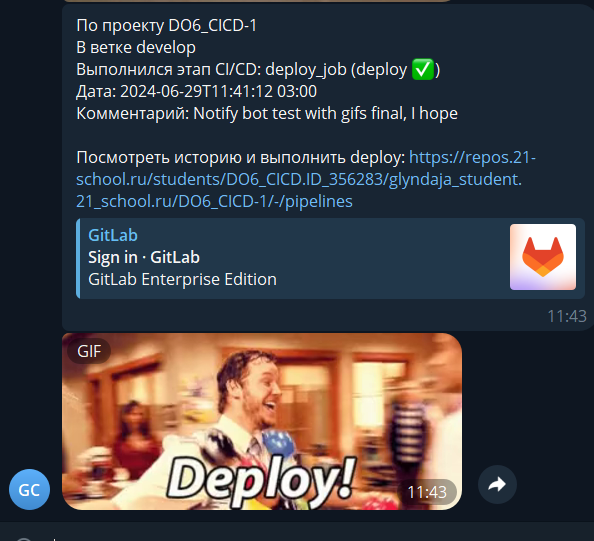 По проекту DO6_CICD-1
В ветке develop
Выполнился этап CI/CD: deploy_job (deploy ✅)
Дата: 2024-06-29T11:41:12 03:00
Комментарий: Notify bot test with gifs final, I hope
Посмотреть историю и выполнить deploy: https://repos.21-
school.ru/students/DO6_CICD.ID_356283/glyndaja_student.
21_school.ru/DO6_CICD-1/-/pipelines
GitLab
Sign in · GitLab
GitLab Enterprise Edition
11:43
GIF
Deploy!
11:43
GC